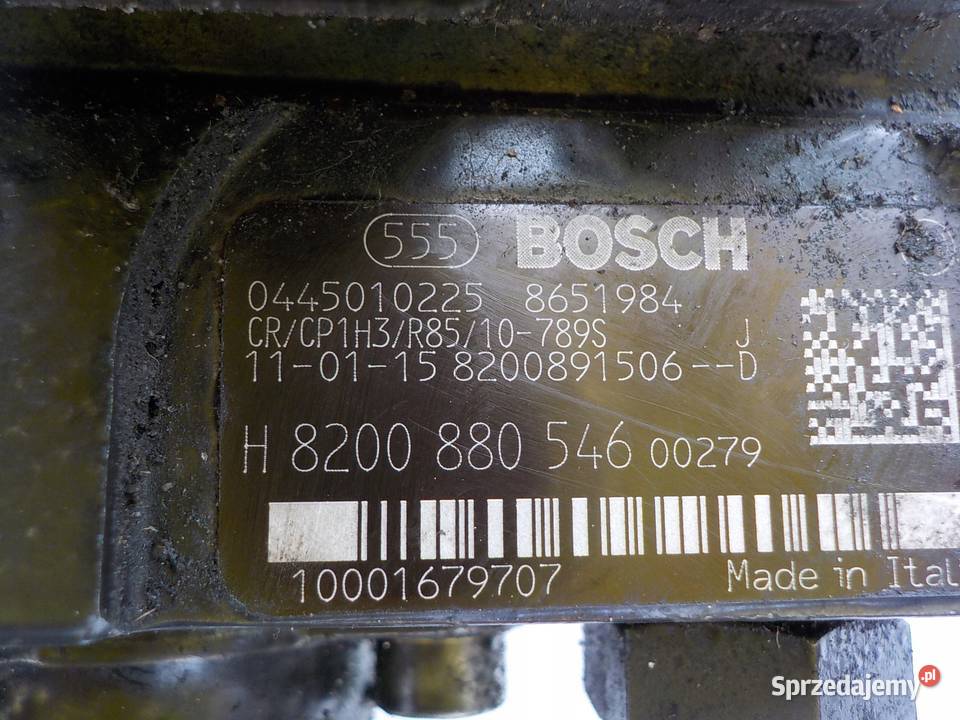 555 BOSCH
0445010225 8651984
CR/CP1H3/R85/10-789S J
11-01-15 8200891506--D
H 8200 880 546 00279
10001679707
Made in Ital
Sprzedajemy.pl